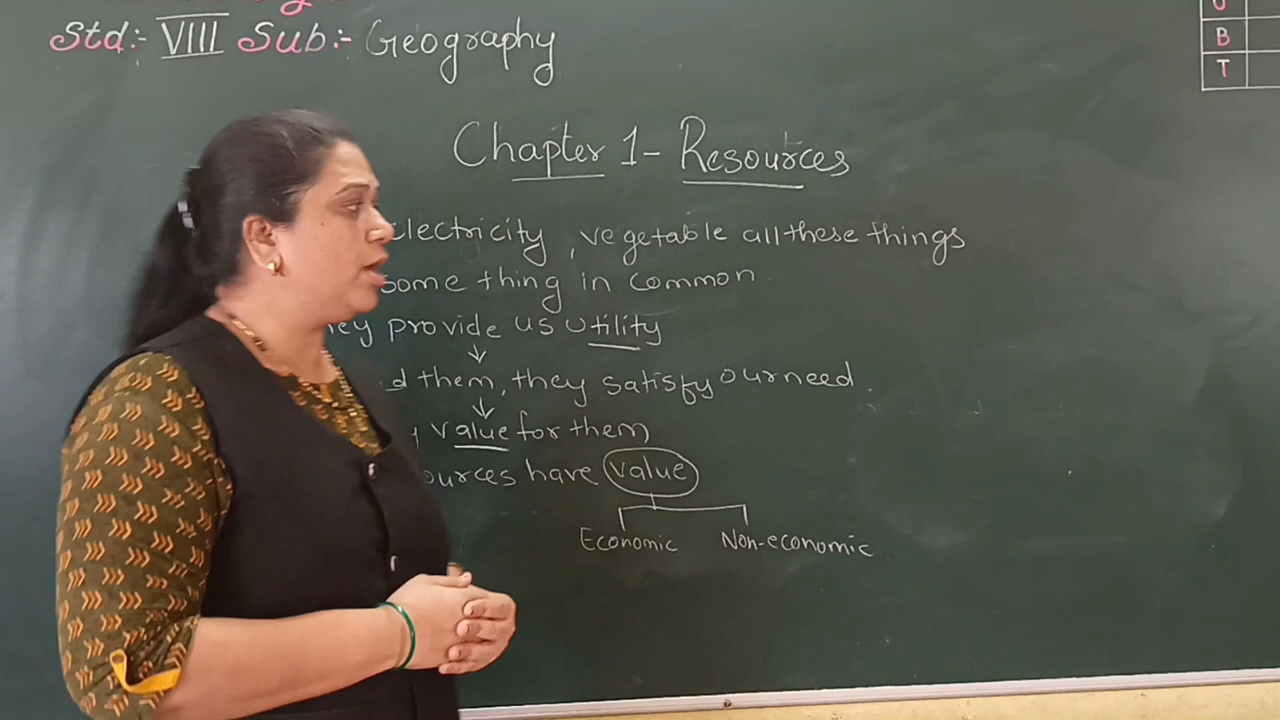 Std:- VIII Sub:- Geography
B
T
Chapter 1- Resources
Electricity, vegetable all these things
some thing in common
they provide us utility
them, they satisfy our need.
value for them
have value
Economic Non-economic